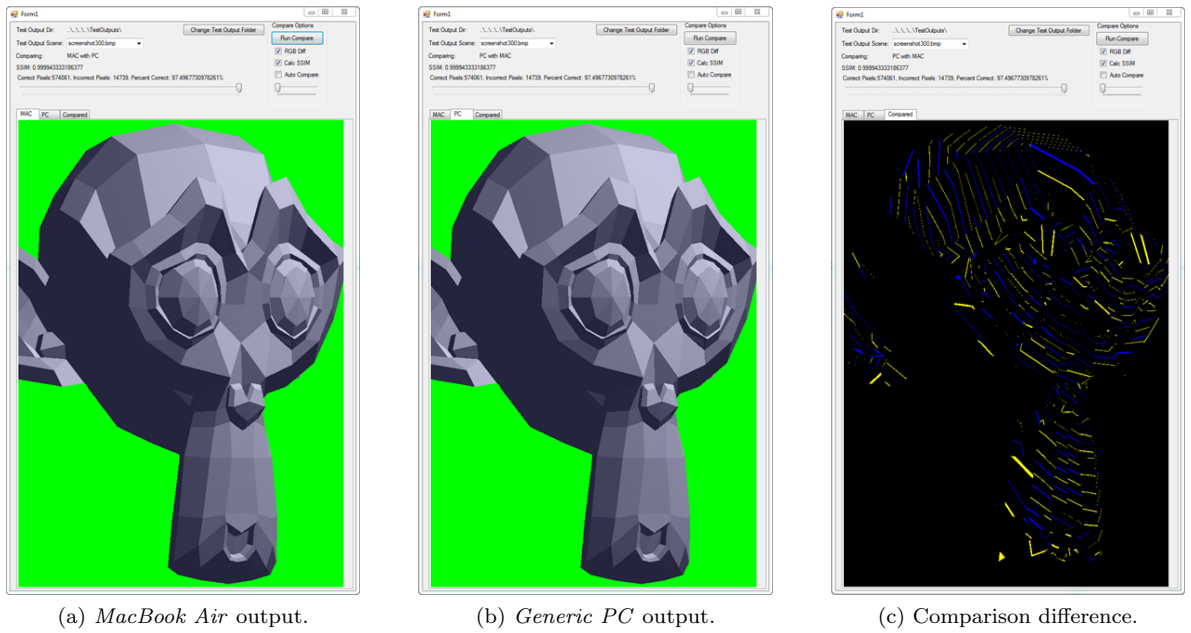 Form1
Test Output Dir: ..\..\..\..\TestOutputs\
Change Test Output Folder
Compare Options
Run Compare
Test Output Scene: screenshot300.bmp
RGB Diff
Comparing: MAC with PC
Calc SSIM
SSIM: 0.999943333186377
Auto Compare
Correct Pixels:574061, Incorrect Pixels: 14739, Percent Correct: 97.4967730978261%
MAC PC Compared
(a) MacBook Air output.
Form1
Test Output Dir: ..\..\..\..\TestOutputs\
Change Test Output Folder
Compare Options
Run Compare
Test Output Scene: screenshot300.bmp
RGB Diff
Comparing: PC with MAC
Calc SSIM
SSIM: 0.999943333186377
Auto Compare
Correct Pixels:574061, Incorrect Pixels: 14739, Percent Correct: 97.4967730978261%
MAC PC Compared
(b) Generic PC output.
Form1
Test Output Dir: ..\..\..\..\TestOutputs\
Change Test Output Folder
Compare Options
Run Compare
Test Output Scene: screenshot300.bmp
RGB Diff
Comparing: PC with MAC
Calc SSIM
SSIM: 0.999943333186377
Auto Compare
Correct Pixels:574061, Incorrect Pixels: 14739, Percent Correct: 97.4967730978261%
MAC PC Compared
(c) Comparison difference.